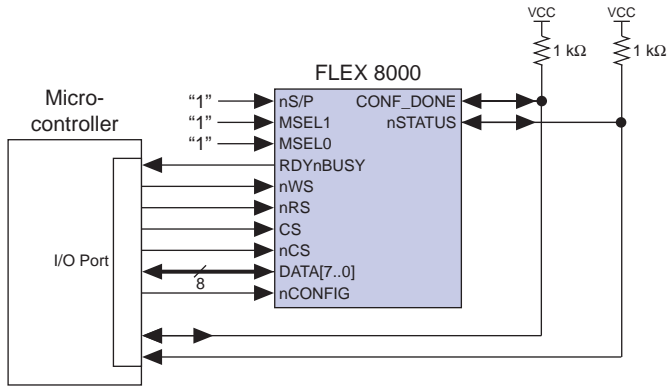 VCC
VCC
1 kΩ
1 kΩ
FLEX 8000
Micro-
controller
"1"
nS/P
CONF_DONE
"1"
MSEL1
nSTATUS
"1"
MSEL0
RDYnBUSY
nWS
nRS
CS
nCS
I/O Port
DATA[7..0]
8
nCONFIG